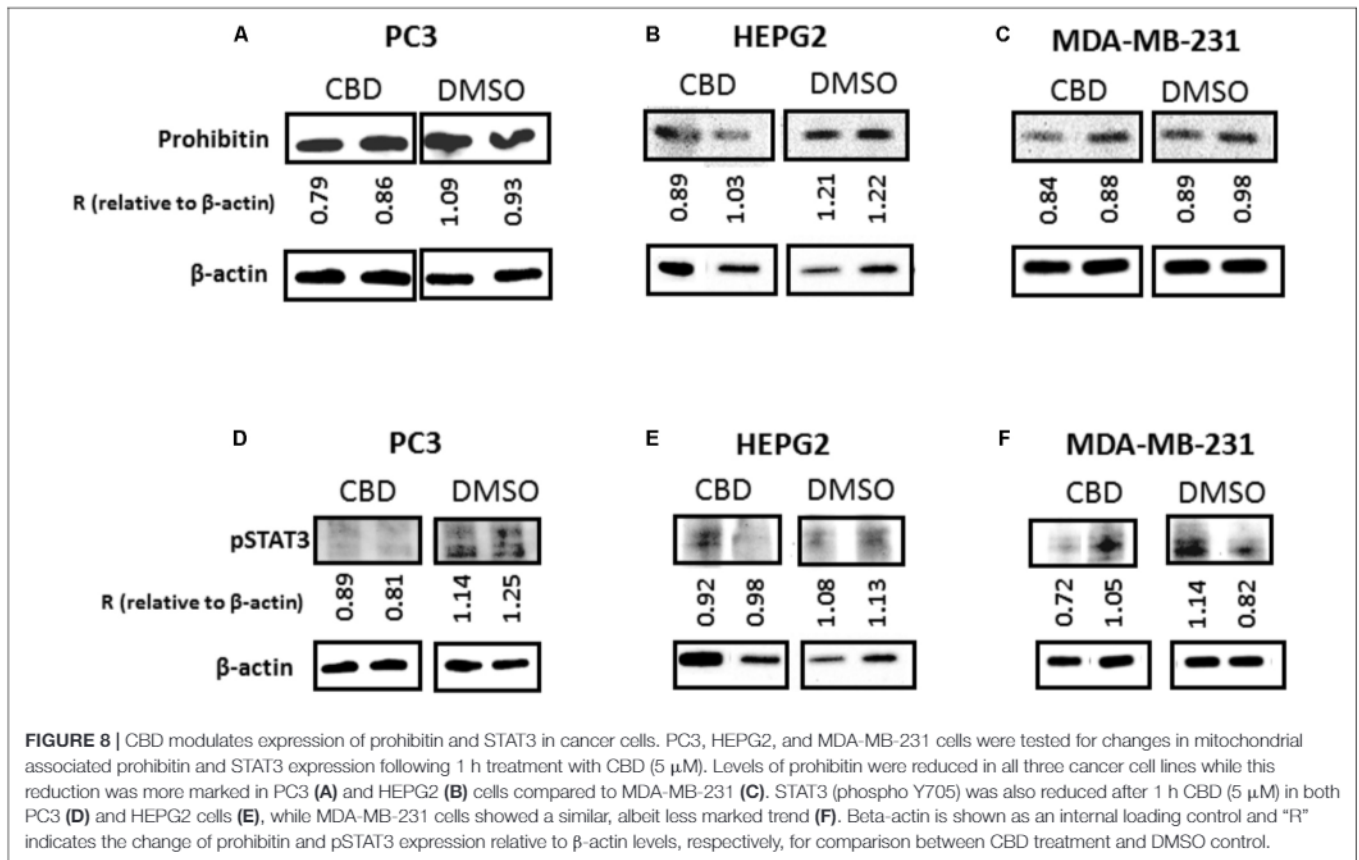 A PC3 B HEPG2 C MDA-MB-231
CBD DMSO CBD DMSO CBD DMSO
Prohibitin
R (relative to β-actin) 0.79 0.86 1.09 0.93 0.89 1.03 1.21 1.22 0.84 0.88 0.89 0.98
β-actin
D PC3 E HEPG2 F MDA-MB-231
CBD DMSO CBD DMSO CBD DMSO
pSTAT3
R (relative to β-actin) 0.89 0.81 1.14 1.25 0.92 0.98 1.08 1.13 0.72 1.05 1.14 0.82
β-actin
FIGURE 8 | CBD modulates expression of prohibitin and STAT3 in cancer cells. PC3, HEPG2, and MDA-MB-231 cells were tested for changes in mitochondrial
associated prohibitin and STAT3 expression following 1 h treatment with CBD (5 μM). Levels of prohibitin were reduced in all three cancer cell lines while this
reduction was more marked in PC3 (A) and HEPG2 (B) cells compared to MDA-MB-231 (C). STAT3 (phospho Y705) was also reduced after 1 h CBD (5 μM) in both
PC3 (D) and HEPG2 cells (E), while MDA-MB-231 cells showed a similar, albeit less marked trend (F). Beta-actin is shown as an internal loading control and “R”
indicates the change of prohibitin and pSTAT3 expression relative to β-actin levels, respectively, for comparison between CBD treatment and DMSO control.